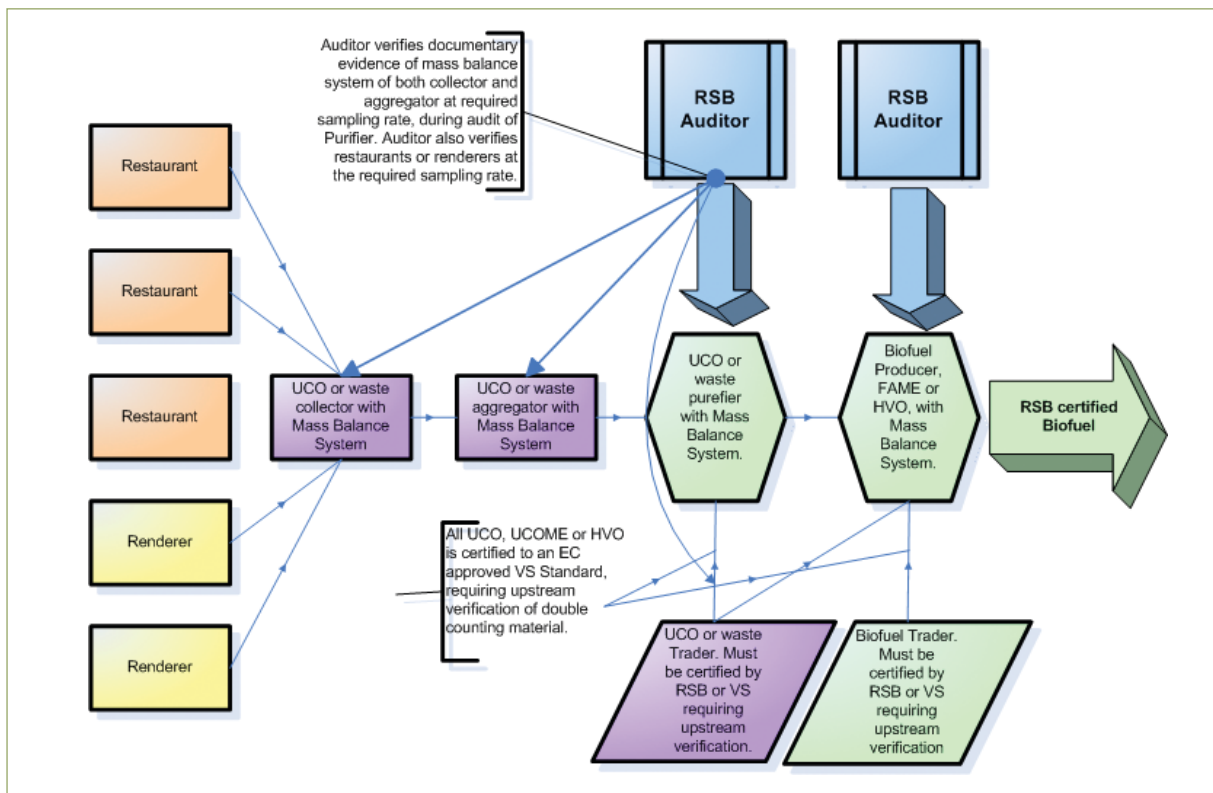 Auditor verifies documentary
evidence of mass balance
system of both collector and
aggregator at required
sampling rate, during audit of
Purifier. Auditor also verifies
restaurants or renderers at
the required sampling rate.
RSB
Auditor
RSB
Auditor
Restaurant
Restaurant
Restaurant
Renderer
Renderer
UCO or waste
collector with
Mass Balance
System
UCO or waste
aggregator with
Mass Balance
System
UCO or
waste
purefier
with Mass
Balance
System.
Biofuel
Producer,
FAME or
HVO, with
Mass
Balance
System.
RSB certified
Biofuel
All UCO, UCOME or HVO
is certified to an EC
approved VS Standard,
requiring upstream
verification of double
counting material.
UCO or waste
Trader. Must
be certified by
RSB or VS
requiring
upstream
verification.
Biofuel Trader.
Must be
certified by
RSB or VS
requiring
upstream
verification